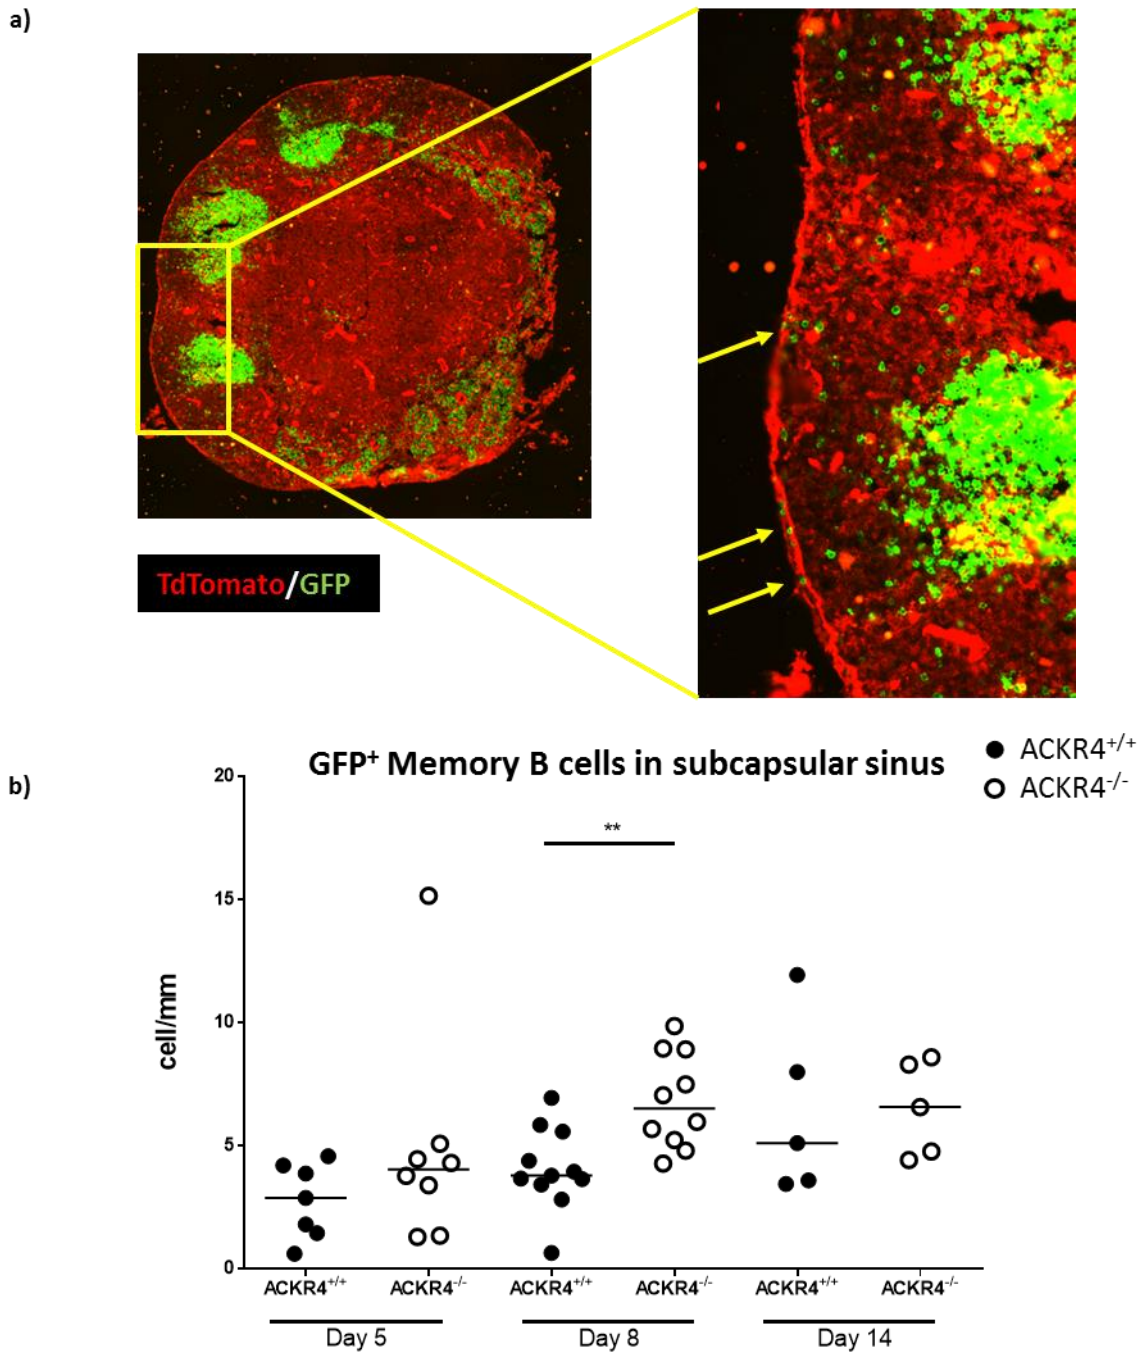 a)
TdTomato/GFP
b)
GFP⁺ Memory B cells in subcapsular sinus
ACKR4⁺/⁺
ACKR4⁻/⁻
**
20
15
10
5
0
cell/mm
ACKR4⁺/⁺ ACKR4⁻/⁻ ACKR4⁺/⁺ ACKR4⁻/⁻ ACKR4⁺/⁺ ACKR4⁻/⁻
Day 5 Day 8 Day 14